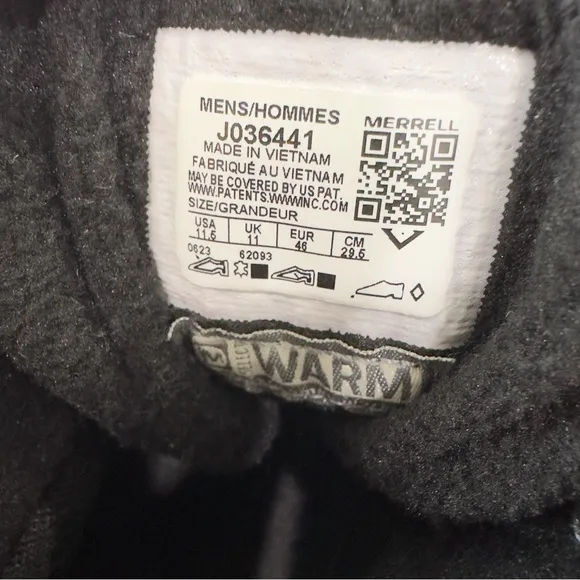 MENS/HOMMES
MERRELL
J036441
MADE IN VIETNAM
FABRIQUÉ AU VIETNAM
MAY BE COVERED BY US PAT.
WWW.PATENTS.WWWINC.COM
SIZE/GRANDEUR
USA UK EUR CM
11.5 11 46 29.5
0623 62093
SELECT
WARM